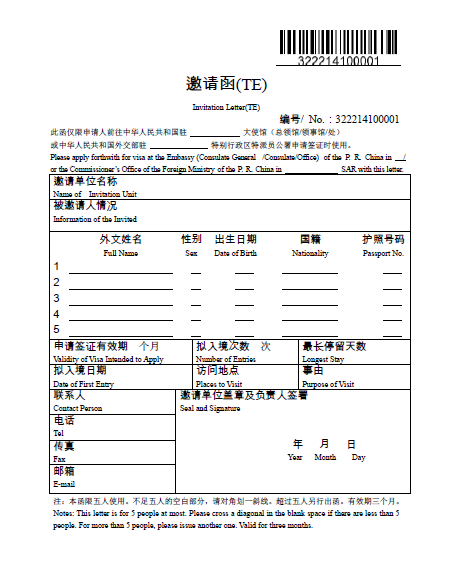 322214100001
邀请函(TE)
Invitation Letter(TE)
编号/ No.：322214100001
此函仅限申请人前往中华人民共和国驻 大使馆（总领馆/领事馆/处）
或中华人民共和国外交部驻 特别行政区特派员公署申请签证时使用。
Please apply forthwith for visa at the Embassy (Consulate General /Consulate/Office) of the P. R. China in /
or the Commissioner’s Office of the Foreign Ministry of the P. R. China in SAR with this letter.
邀请单位名称
Name of Invitation Unit
被邀请人情况
Information of the Invited
外文姓名 性别 出生日期 国籍 护照号码
Full Name Sex Date of Birth Nationality Passport No.
1
2
3
4
5
申请签证有效期 个月 拟入境次数 次 最长停留天数
Validity of Visa Intended to Apply Number of Entries Longest Stay
拟入境日期 访问地点 事由
Date of First Entry Places to Visit Purpose of Visit
联系人 邀请单位盖章及负责人签署
Contact Person Seal and Signature
电话
Tel
传真 年 月 日
Fax Year Month Day
邮箱
E-mail
注：本函限五人使用。不足五人的空白部分，请对角划一斜线。超过五人另行出函。有效期三个月。
Notes: This letter is for 5 people at most. Please cross a diagonal in the blank space if there are less than 5
people. For more than 5 people, please issue another one. Valid for three months.